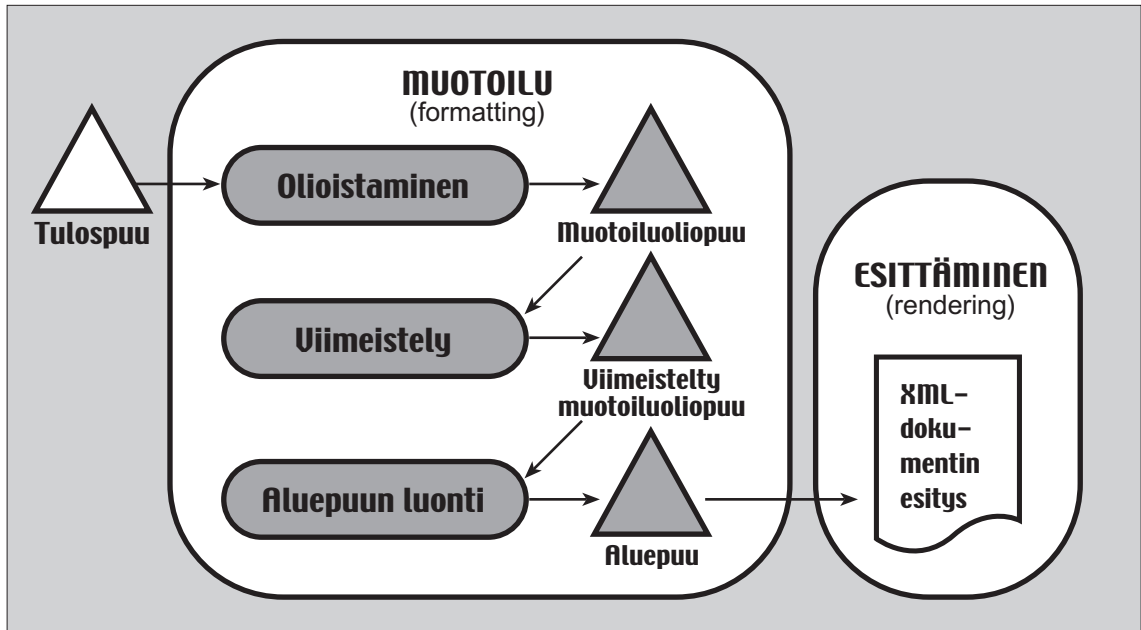 MUOTOILU
(formatting)
Olioistaminen
Tulospuu
Muotoiluoliopuu
Viimeistely
Viimeistelty
muotoiluoliopuu
Aluepuun luonti
Aluepuu
ESITTÄMINEN
(rendering)
XML-
doku-
mentin
esitys